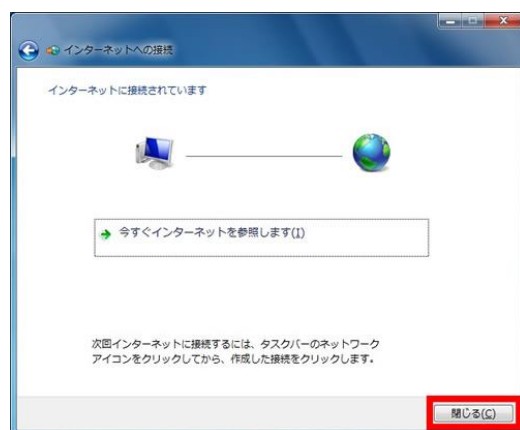 インターネットへの接続
インターネットに接続されています
今すぐインターネットを参照します(I)
次回インターネットに接続するには、タスクバーのネットワーク
アイコンをクリックしてから、作成した接続をクリックします。
閉じる(C)